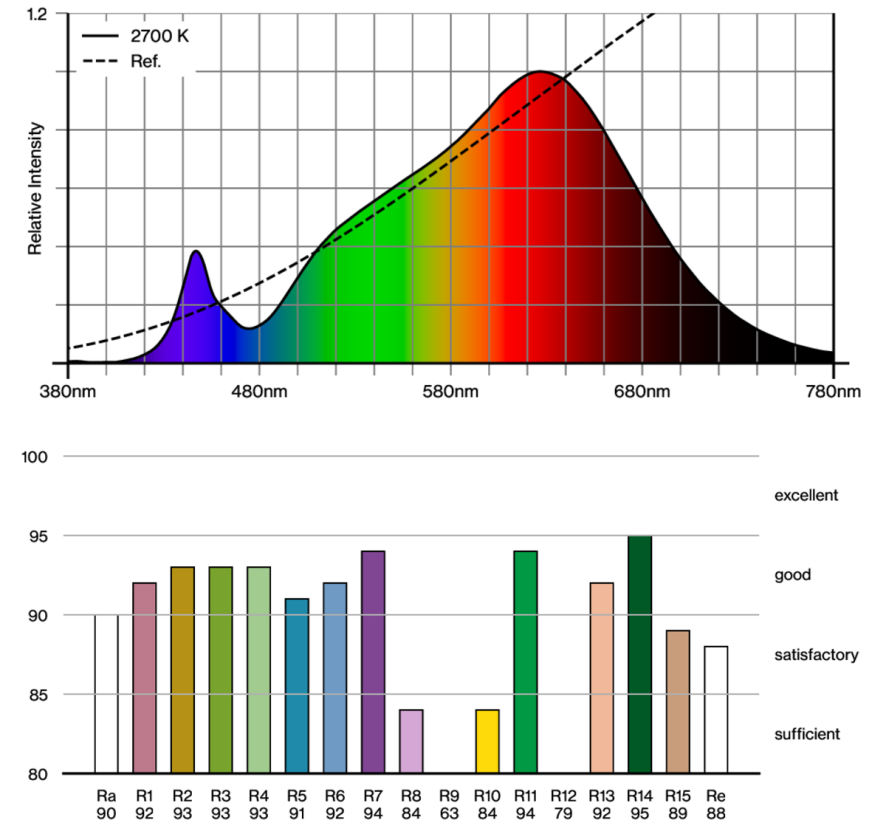 1.2
2700 K
Ref.
Relative Intensity
380nm 480nm 580nm 680nm 780nm
100
excellent
95
good
90
satisfactory
85
sufficient
80
Ra R1 R2 R3 R4 R5 R6 R7 R8 R9 R10 R11 R12 R13 R14 R15 Re
90 92 93 93 93 91 92 94 84 63 84 94 79 92 95 89 88